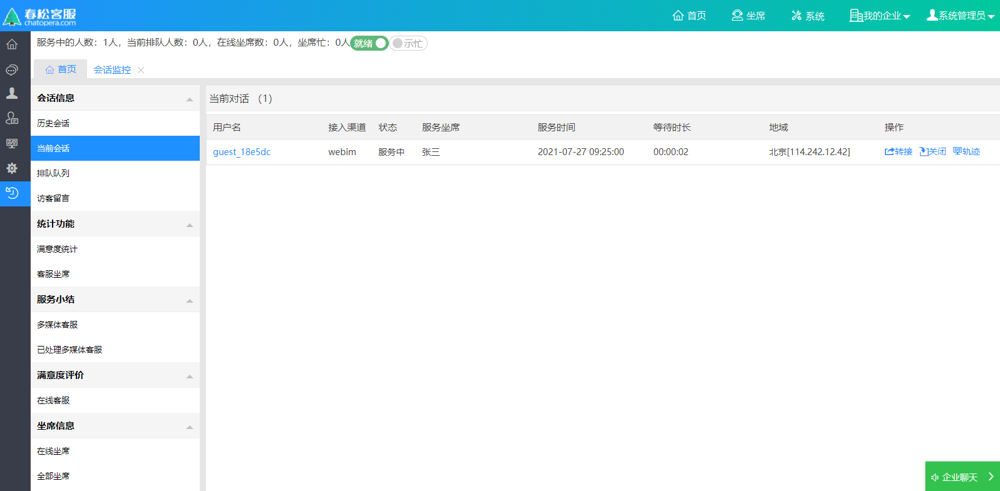 春松客服
chatopera.com
首页
坐席
系统
我的企业
系统管理员
服务中的人数：1人，当前排队人数：0人，在线坐席数：0人，坐席忙：0人
就绪
示忙
首页
会话监控
会话信息
历史会话
当前会话
排队队列
访客留言
统计功能
满意度统计
客服坐席
服务小结
多媒体客服
已处理多媒体客服
满意度评价
在线客服
坐席信息
在线坐席
全部坐席
当前对话 （1）
用户名 接入渠道 状态 服务坐席 服务时间 等待时长 地域 操作
guest_18e5dc webim 服务中 张三 2021-07-27 09:25:00 00:00:02 北京[114.242.12.42] 转接 关闭 轨迹
企业聊天